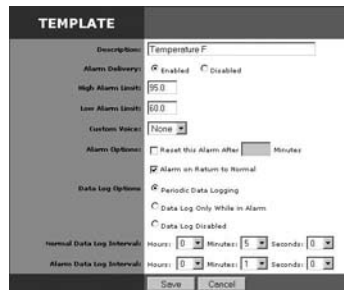 TEMPLATE
Description: Temperature F
Alarm Delivery: Enabled Disabled
High Alarm Limit: 95.0
Low Alarm Limit: 60.0
Custom Voice: None
Alarm Options: Reset this Alarm After Minutes
Alarm on Return to Normal
Data Log Options Periodic Data Logging
Data Log Only While in Alarm
Data Log Disabled
Normal Data Log Interval: Hours: 0 Minutes: 5 Seconds: 0
Alarm Data Log Interval: Hours: 0 Minutes: 1 Seconds: 0
Save Cancel